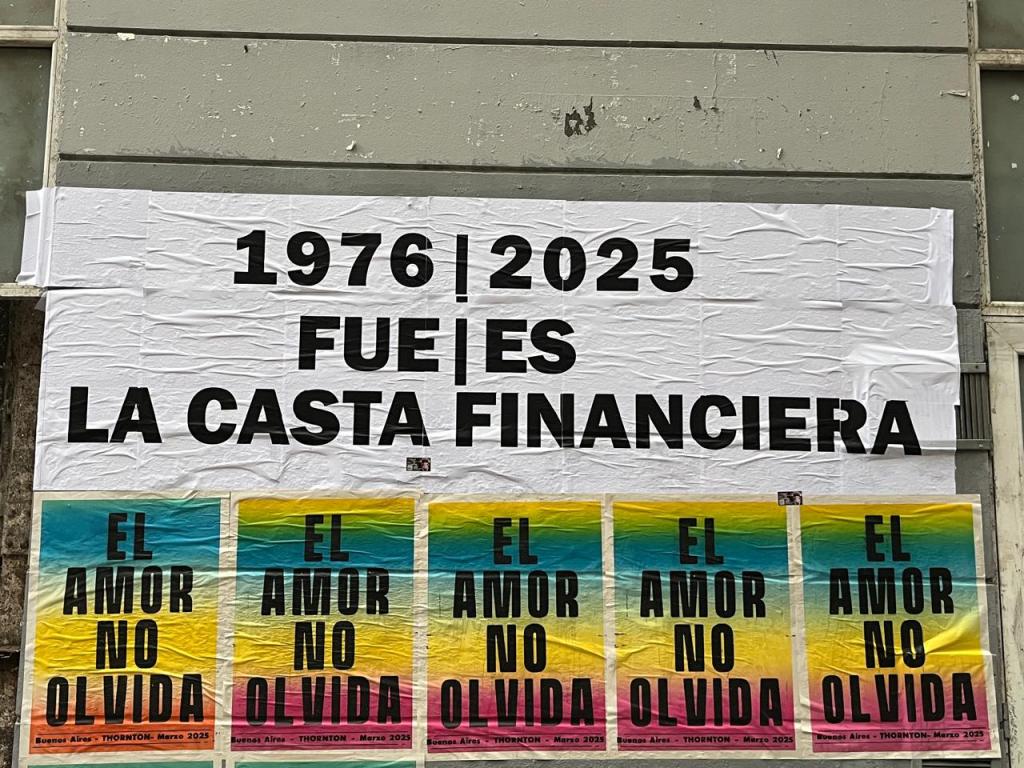 1976|2025
FUE|ES
LA CASTA FINANCIERA
EL
AMOR
NO
OLVIDA
Buenos Aires - THORNTON - Marzo 2025
EL
AMOR
NO
OLVIDA
Buenos Aires - THORNTON - Marzo 2025
EL
AMOR
NO
OLVIDA
Buenos Aires - THORNTON - Marzo 2025
EL
AMOR
NO
OLVIDA
Buenos Aires - THORNTON - Marzo 2025
EL
AMOR
NO
OLVIDA
Buenos Aires - THORNTON - Marzo 2025